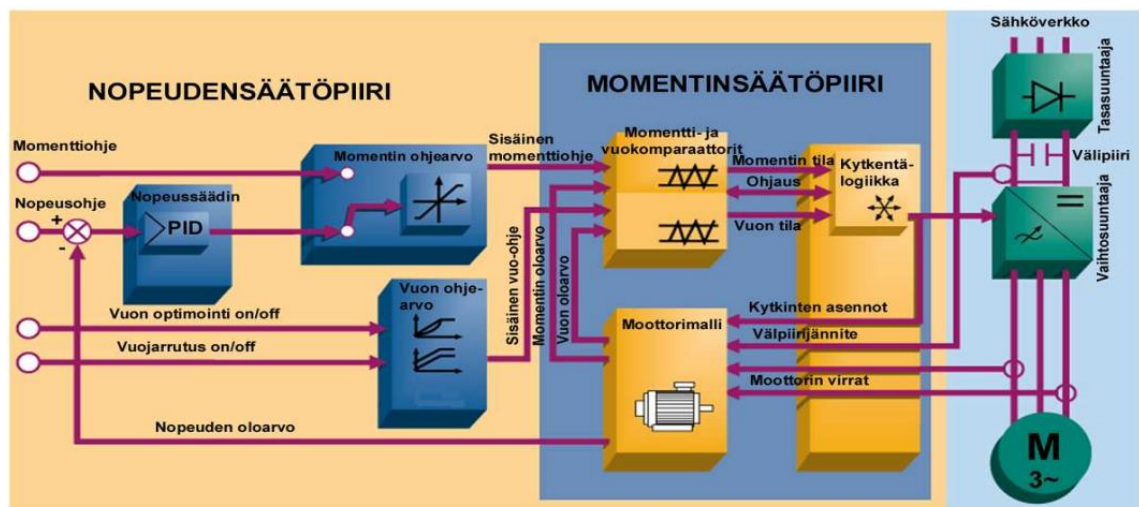 Sähköverkko
Tasasuuntaaja
Välipiiri
Vaihtosuuntaaja
M
3~
NOPEUDENSÄÄTÖPIIRI
MOMENTINSÄÄTÖPIIRI
Momenttiohje
Nopeusohje
+
-
Nopeussäädin
PID
Momentin ohjearvo
Sisäinen
momenttiohje
Momentti- ja
vuokomparaattorit
Momentin tila
Ohjaus
Vuon tila
Kytkentä-
logiikka
Vuon optimointi on/off
Vuojarrutus on/off
Vuon ohje-
arvo
Sisäinen vuo-ohje
Momentin oloarvo
Vuon oloarvo
Moottorimalli
Kytkinten asennot
Välpiirijännite
Moottorin virrat
Nopeuden oloarvo